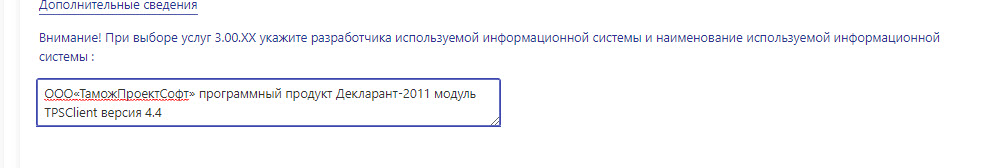 Дополнительные сведения
Внимание! При выборе услуг 3.00.XX укажите разработчика используемой информационной системы и наименование используемой информационной
системы :
ООО«ТаможПроектСофт» программный продукт Декларант-2011 модуль
TPSClient версия 4.4